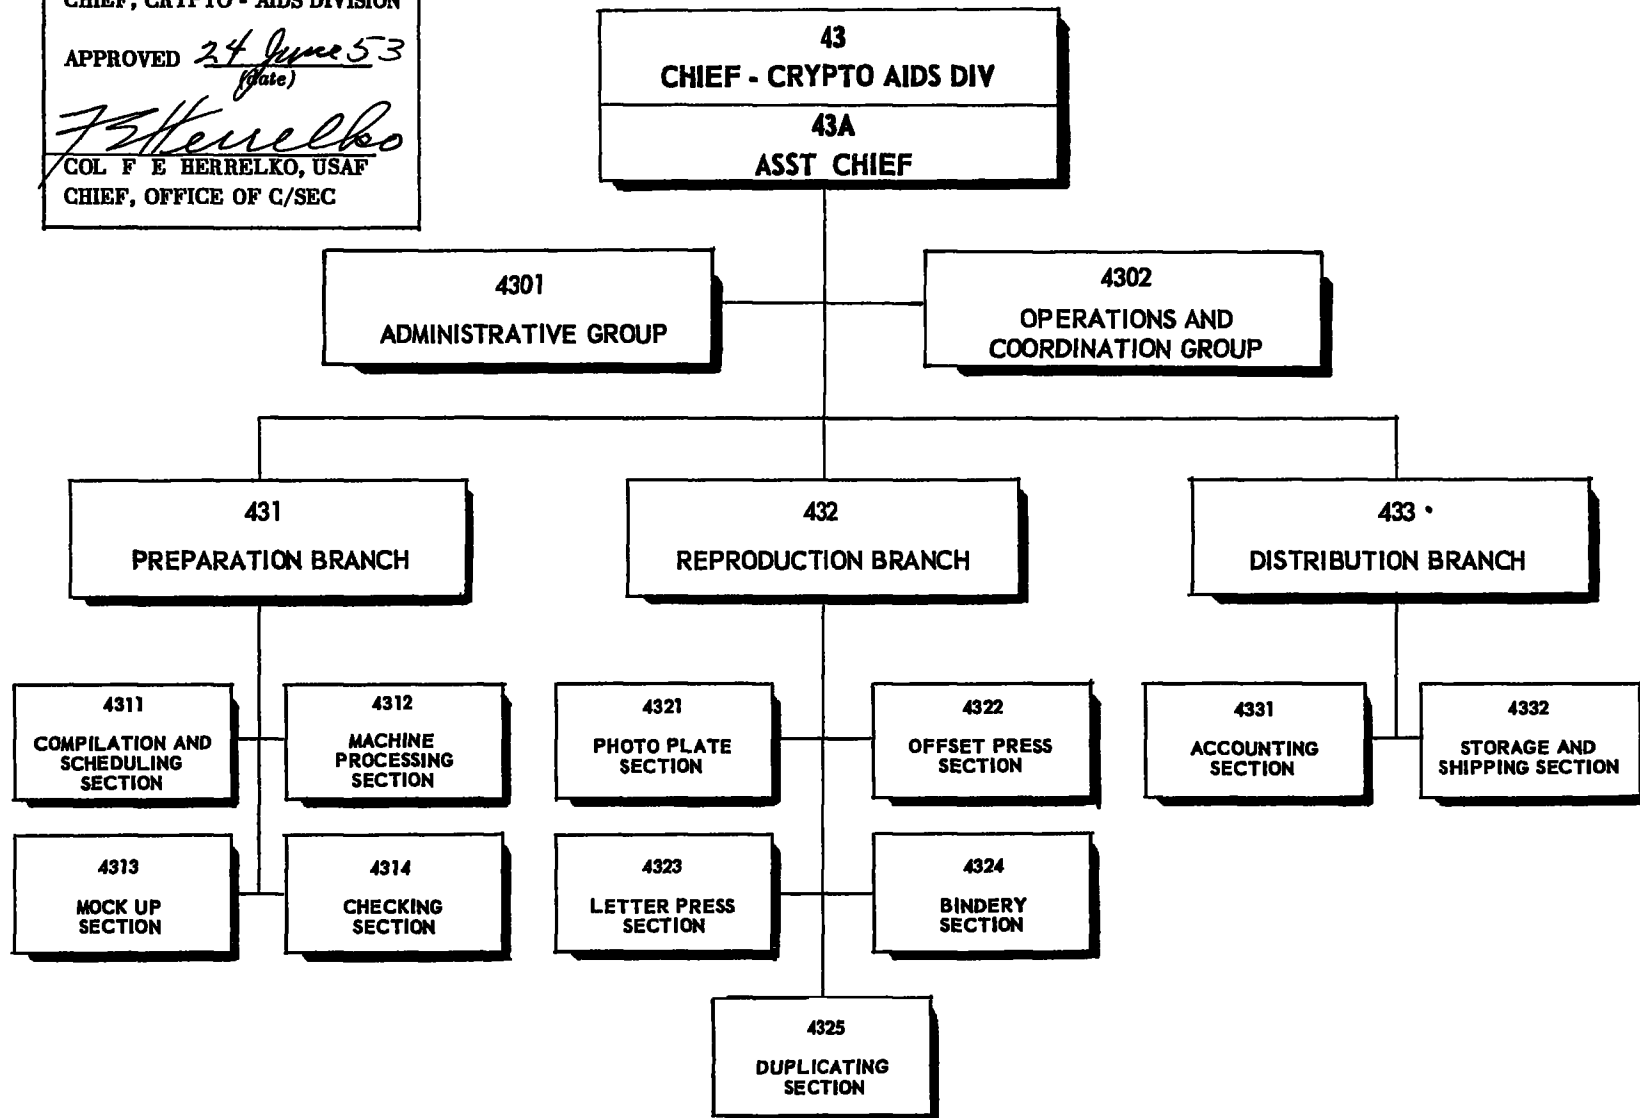 CHIEF, CRYPTO - AIDS DIVISION
APPROVED 24 June 53
(date)
F E Herrelko
COL F E HERRELKO, USAF
CHIEF, OFFICE OF C/SEC
43
CHIEF - CRYPTO AIDS DIV
43A
ASST CHIEF
4301
ADMINISTRATIVE GROUP
4302
OPERATIONS AND
COORDINATION GROUP
431
PREPARATION BRANCH
432
REPRODUCTION BRANCH
433
DISTRIBUTION BRANCH
4311
COMPILATION AND
SCHEDULING
SECTION
4312
MACHINE
PROCESSING
SECTION
4321
PHOTO PLATE
SECTION
4322
OFFSET PRESS
SECTION
4331
ACCOUNTING
SECTION
4332
STORAGE AND
SHIPPING SECTION
4313
MOCK UP
SECTION
4314
CHECKING
SECTION
4323
LETTER PRESS
SECTION
4324
BINDERY
SECTION
4325
DUPLICATING
SECTION